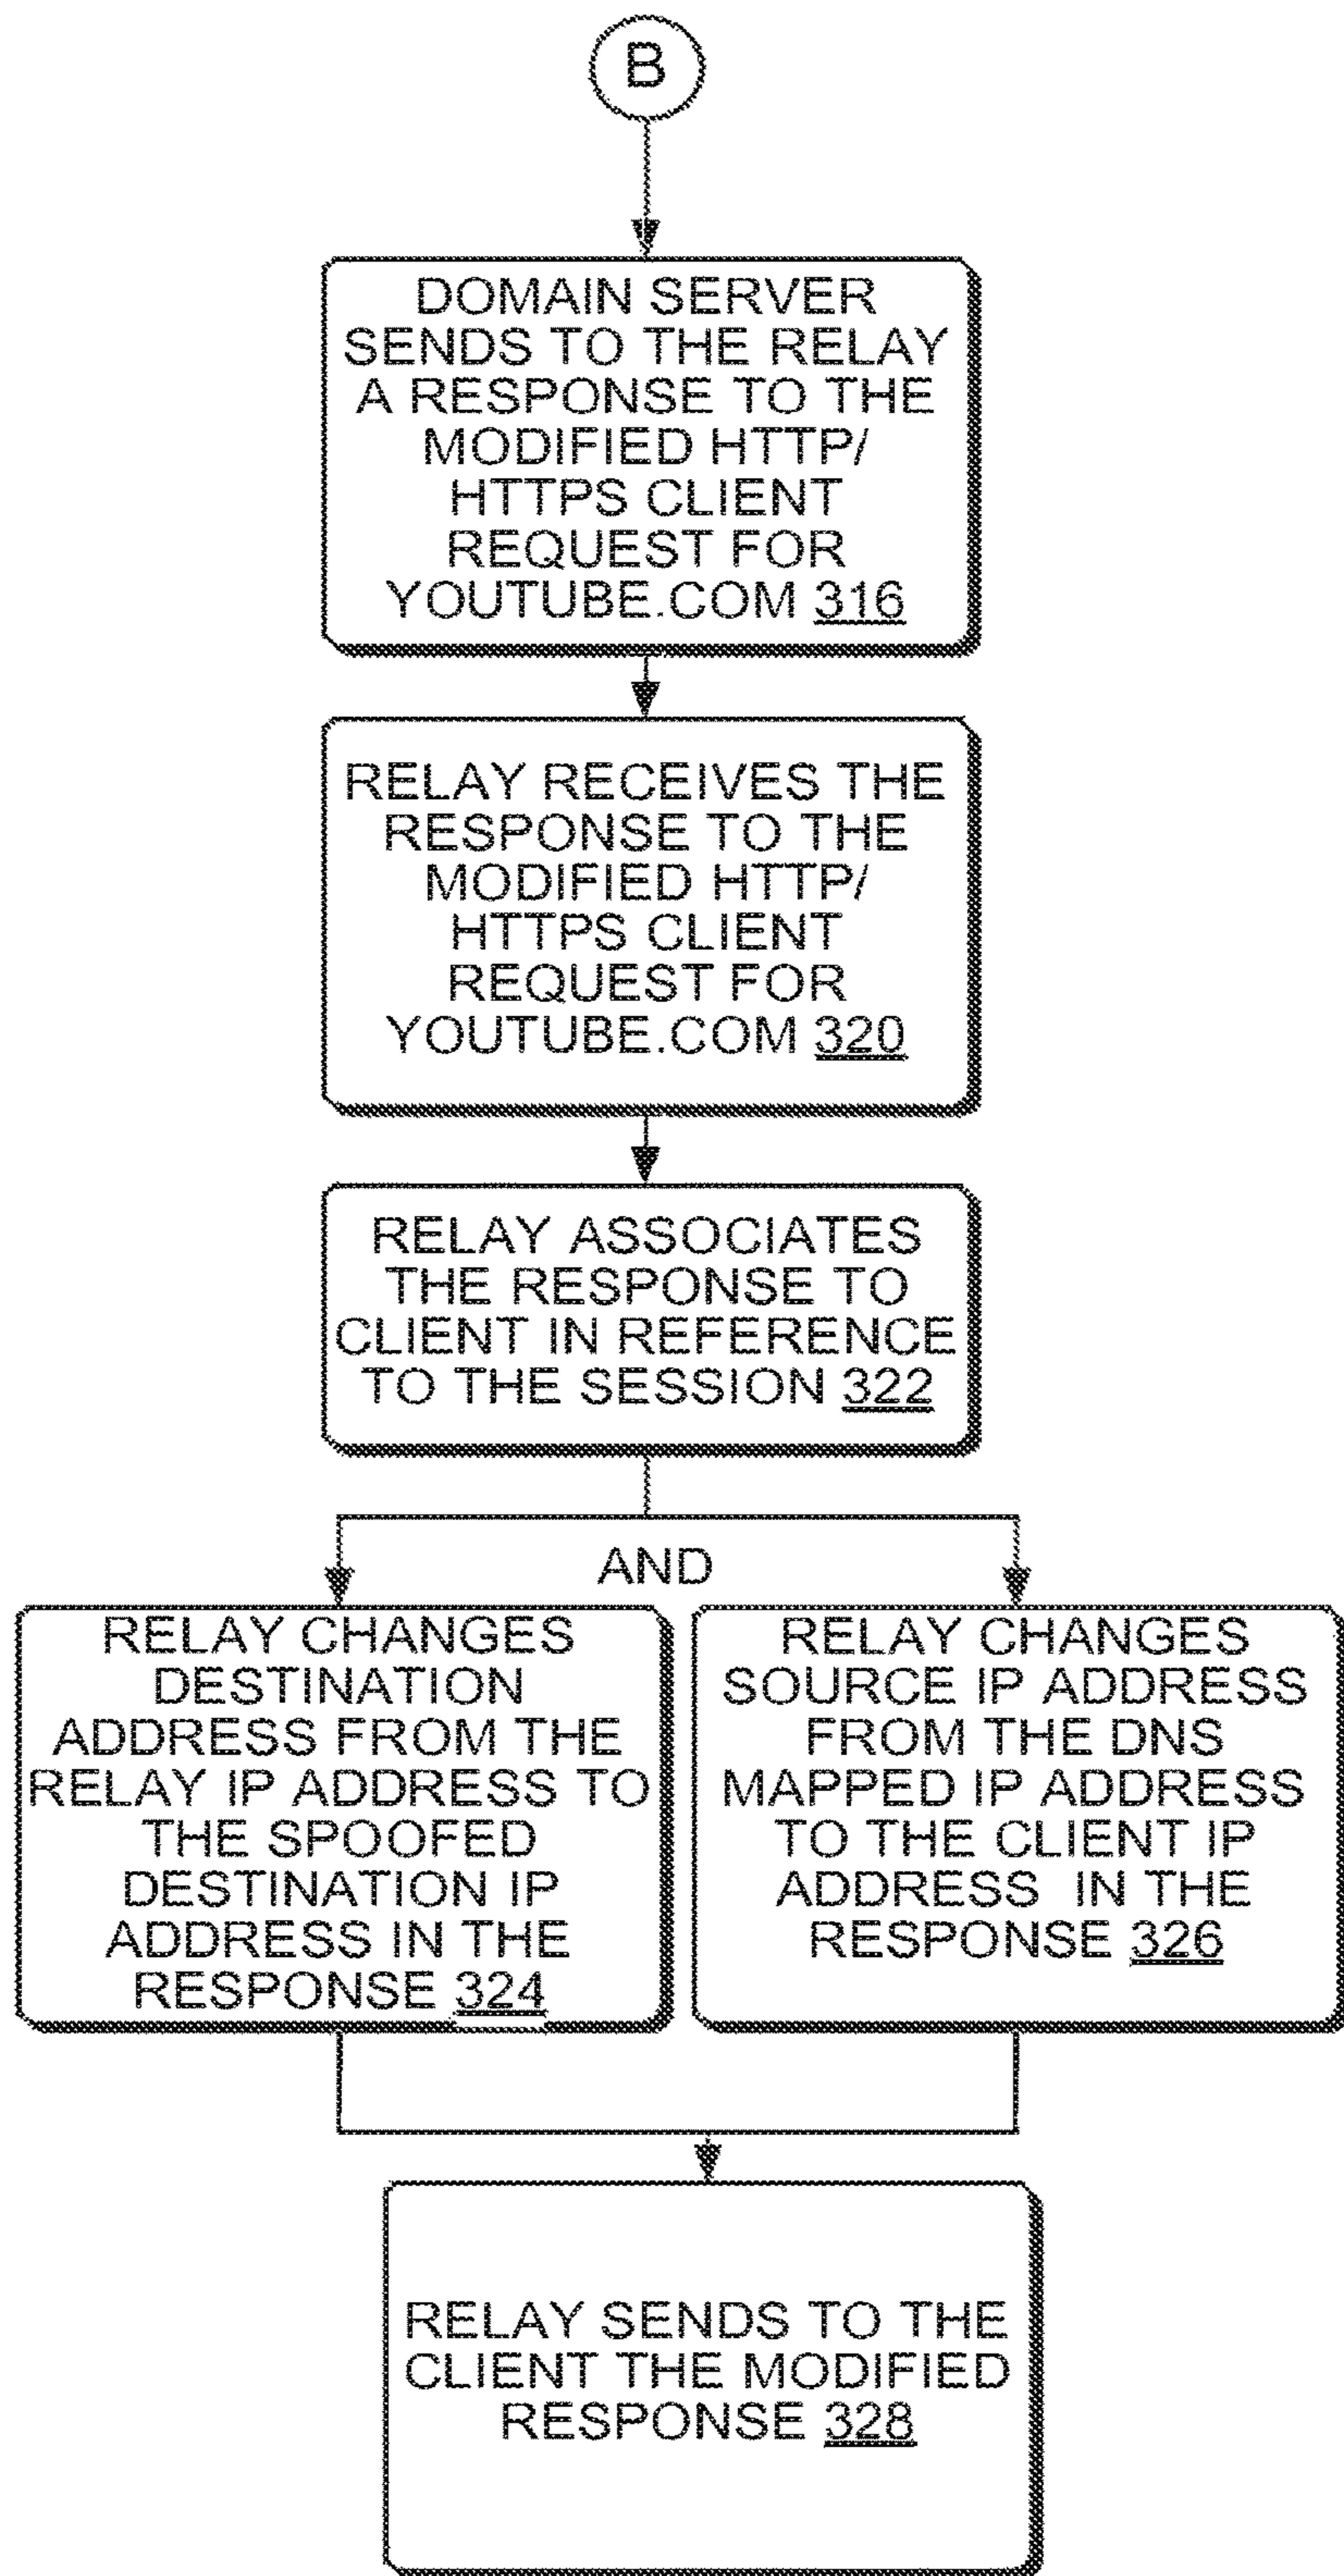 B
DOMAIN SERVER
SENDS TO THE RELAY
A RESPONSE TO THE
MODIFIED HTTP/
HTTPS CLIENT
REQUEST FOR
YOUTUBE.COM 316
RELAY RECEIVES THE
RESPONSE TO THE
MODIFIED HTTP/
HTTPS CLIENT
REQUEST FOR
YOUTUBE.COM 320
RELAY ASSOCIATES
THE RESPONSE TO
CLIENT IN REFERENCE
TO THE SESSION 322
AND
RELAY CHANGES
DESTINATION
ADDRESS FROM THE
RELAY IP ADDRESS TO
THE SPOOFED
DESTINATION IP
ADDRESS IN THE
RESPONSE 324
RELAY CHANGES
SOURCE IP ADDRESS
FROM THE DNS
MAPPED IP ADDRESS
TO THE CLIENT IP
ADDRESS IN THE
RESPONSE 326
RELAY SENDS TO THE
CLIENT THE MODIFIED
RESPONSE 328